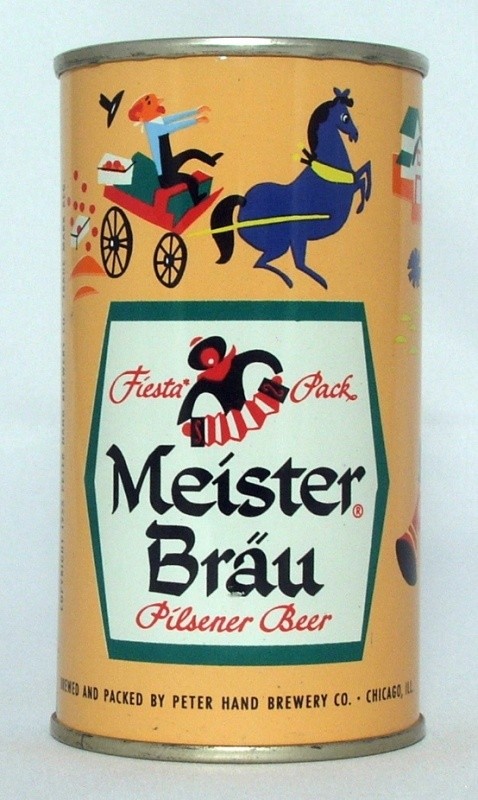 Fiesta Pack
Meister
Bräu ®
Pilsener Beer
BREWED AND PACKED BY PETER HAND BREWERY CO. • CHICAGO, ILL.